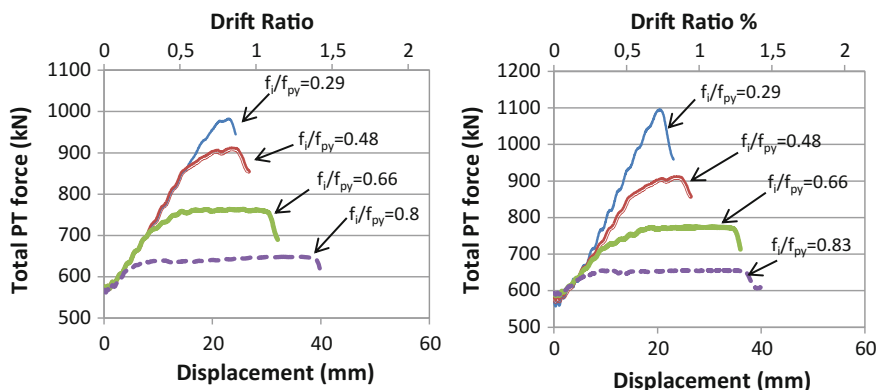 Drift Ratio
0 0,5 1 1,5 2
1100
1000
900
800
700
600
500
Total PT force (kN)
fi/fpy=0.29
fi/fpy=0.48
fi/fpy=0.66
fi/fpy=0.8
0 20 40 60
Displacement (mm)
Drift Ratio %
0 0,5 1 1,5 2
1200
1100
1000
900
800
700
600
500
Total PT force (kN)
fi/fpy=0.29
fi/fpy=0.48
fi/fpy=0.66
fi/fpy=0.83
0 20 40 60
Displacement (mm)